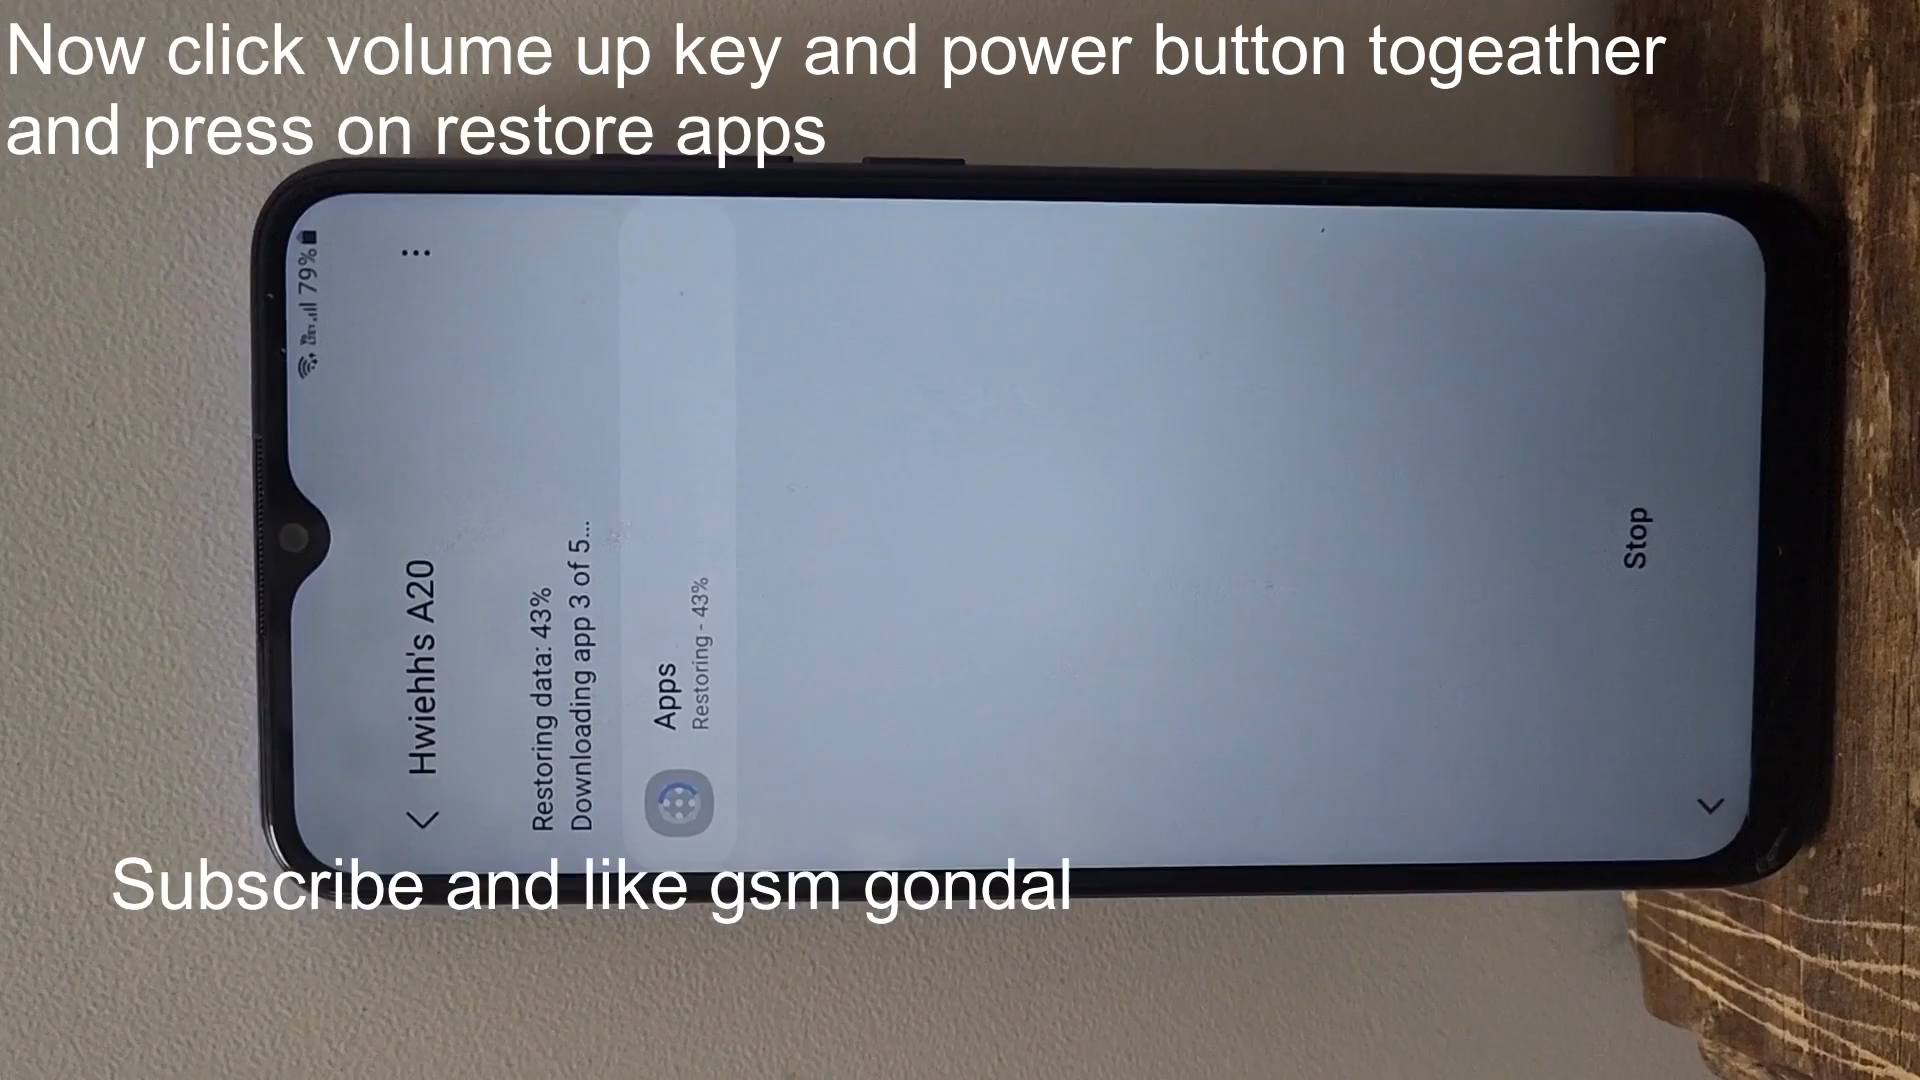 Now click volume up key and power button togeather
and press on restore apps
79%
Hwiehh's A20
Restoring data: 43%
Downloading app 3 of 5...
Apps
Restoring - 43%
Stop
Subscribe and like gsm gondal